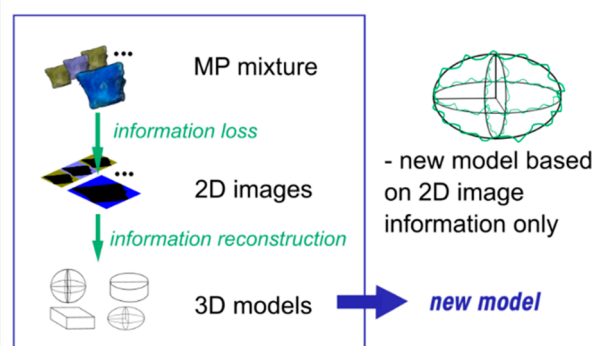 MP mixture
information loss
2D images
information reconstruction
3D models
- new model based
on 2D image
information only
new model